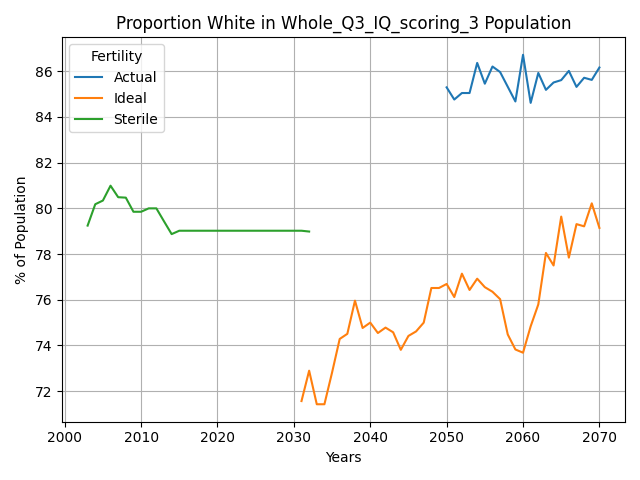 Proportion White in Whole_Q3_IQ_scoring_3 Population
Fertility
Actual
Ideal
Sterile
% of Population
86
84
82
80
78
76
74
72
2000 2010 2020 2030 2040 2050 2060 2070
Years